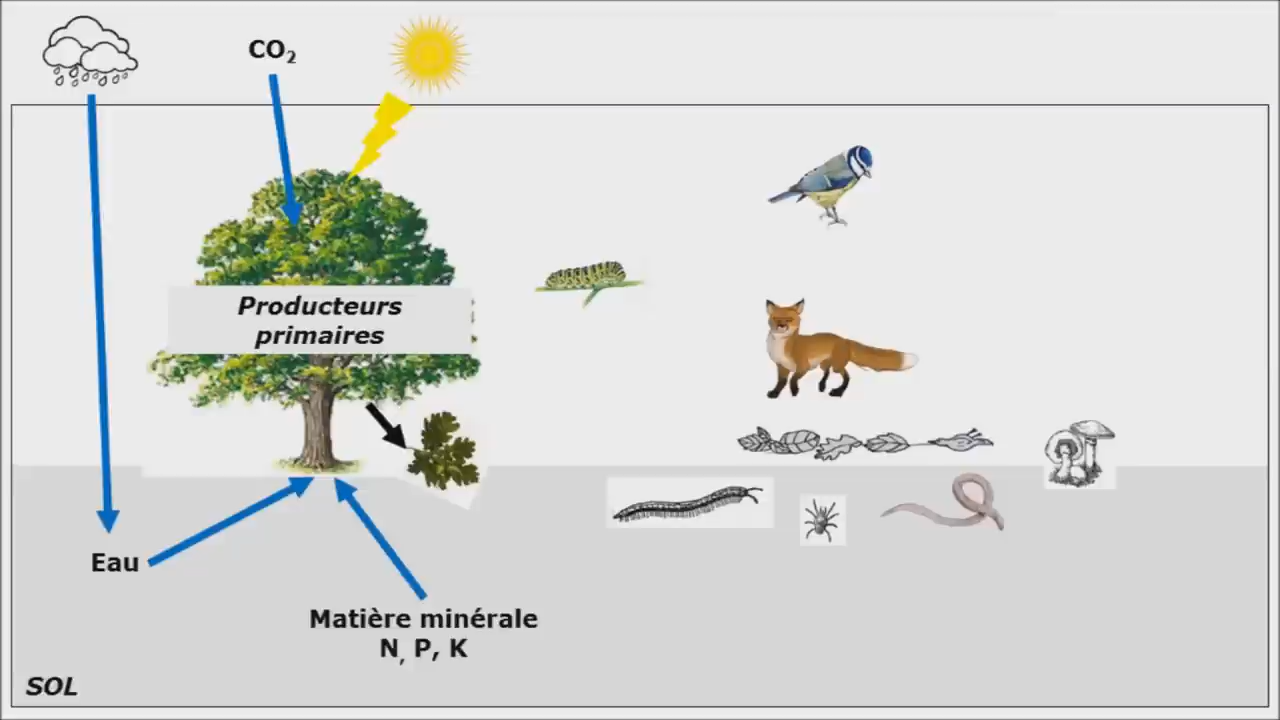 CO₂
Producteurs
primaires
Eau
Matière minérale
N, P, K
SOL